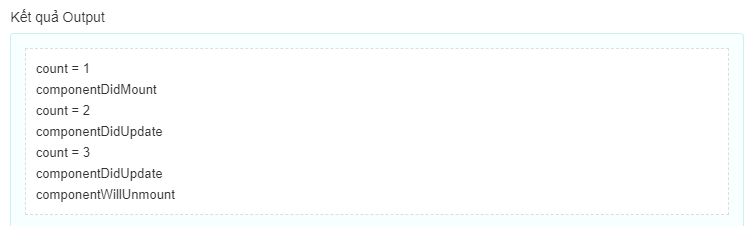 Kết quả Output
count = 1
componentDidMount
count = 2
componentDidUpdate
count = 3
componentDidUpdate
componentWillUnmount